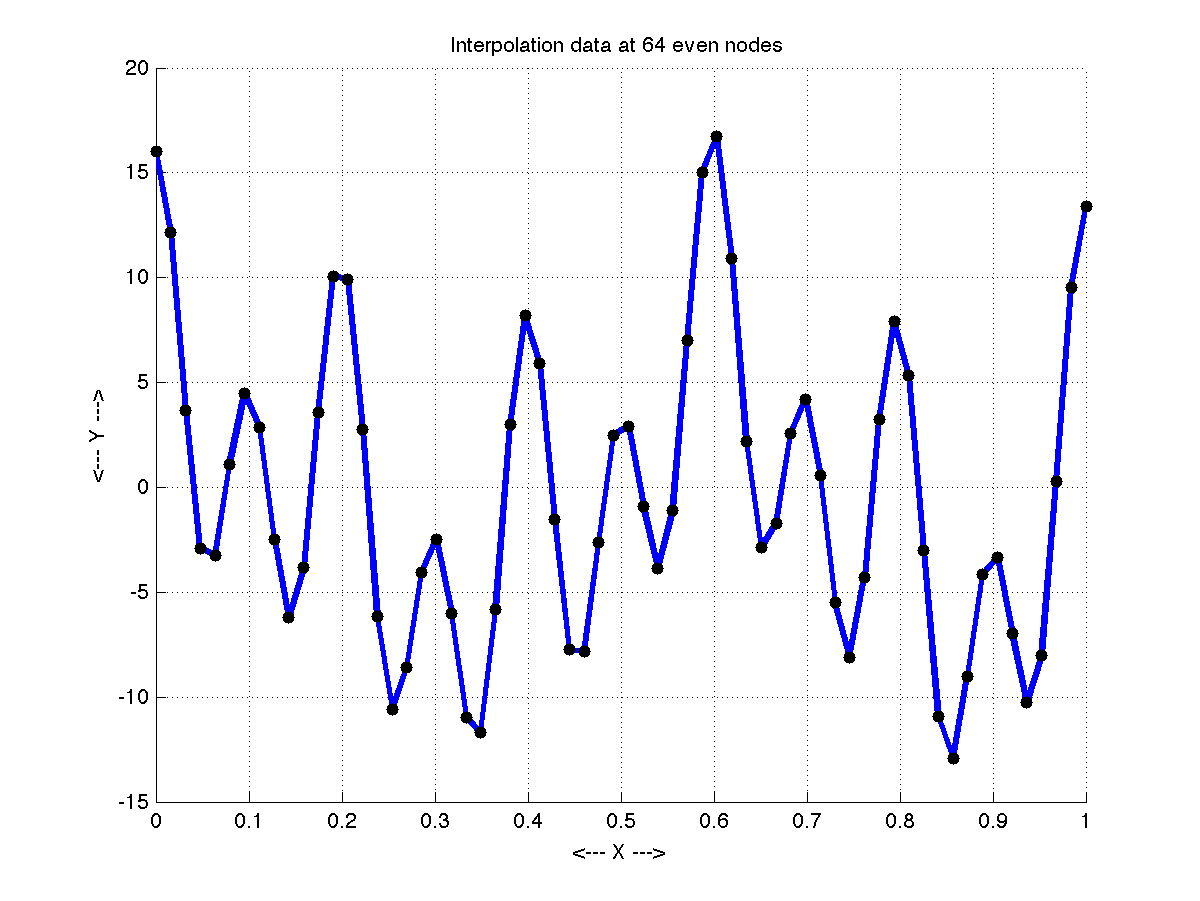 Interpolation data at 64 even nodes
20
15
10
5
0
-5
-10
-15
<--- Y --->
0 0.1 0.2 0.3 0.4 0.5 0.6 0.7 0.8 0.9 1
<--- X --->